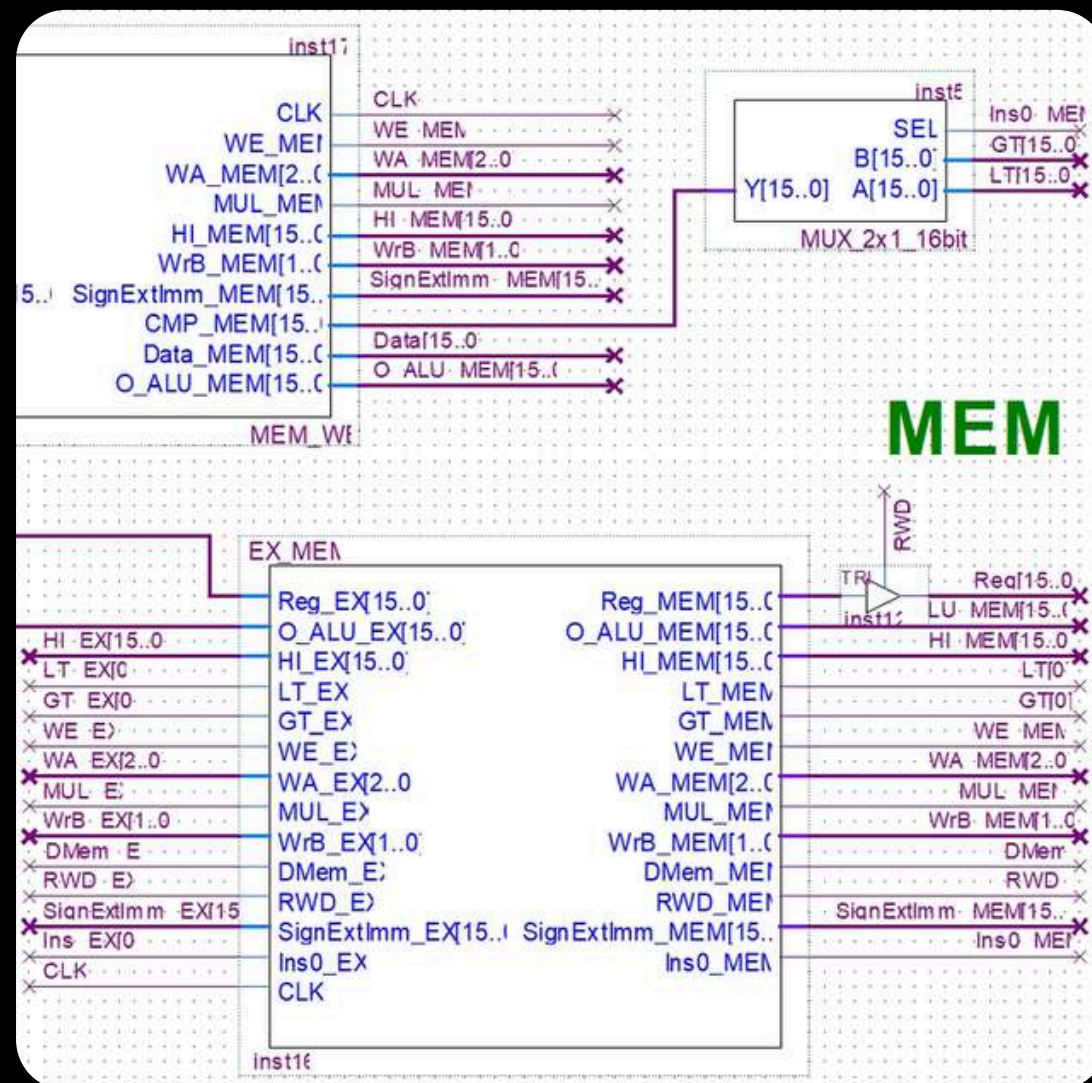 inst17
CLK
WE_MEM
WA_MEM[2..0
MUL_MEM
HI_MEM[15..0
WrB_MEM[1..0
5.. SignExtImm_MEM[15..
CMP_MEM[15..
Data_MEM[15..0
O_ALU_MEM[15..0
MEM_WB
CLK
WE MEM
WA MEM[2..0
MUL MEM
HI MEM[15..0
WrB MEM[1..0
SignExtImm MEM[15..
Data[15..0
O ALU MEM[15..0
inst5
SEL
B[15..0]
Y[15..0] A[15..0]
MUX_2x1_16bit
Ins0 MEM
GT[15..0
LT[15..0
MEM
RWD
TRI
inst12
EX_MEM
Reg_EX[15..0] Reg_MEM[15..0
O_ALU_EX[15..0] O_ALU_MEM[15..0
HI_EX[15..0] HI_MEM[15..0
LT_EX LT_MEM
GT_EX GT_MEM
WE_EX WE_MEM
WA_EX[2..0 WA_MEM[2..0
MUL_EX MUL_MEM
WrB_EX[1..0] WrB_MEM[1..0
DMem_EX DMem_MEM
RWD_EX RWD_MEM
SignExtImm_EX[15..0 SignExtImm_MEM[15..
Ins0_EX Ins0_MEM
CLK
inst16
HI EX[15..0
LT EX[0
GT EX[0
WE EX
WA EX[2..0
MUL EX
WrB EX[1..0
DMem E
RWD EX
SignExtImm EX[15
Ins EX[0
CLK
Reg[15..0
LU MEM[15..0
HI MEM[15..0
LT[0
GT[0]
WE MEM
WA MEM[2..0
MUL MEM
WrB MEM[1..0
DMem
RWD
SignExtImm MEM[15..
Ins0 MEM